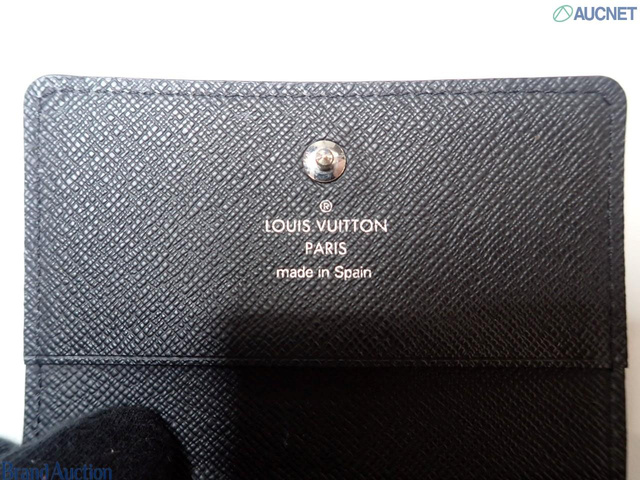 AUCNET
®
LOUIS VUITTON
PARIS
made in Spain
Brand Auction